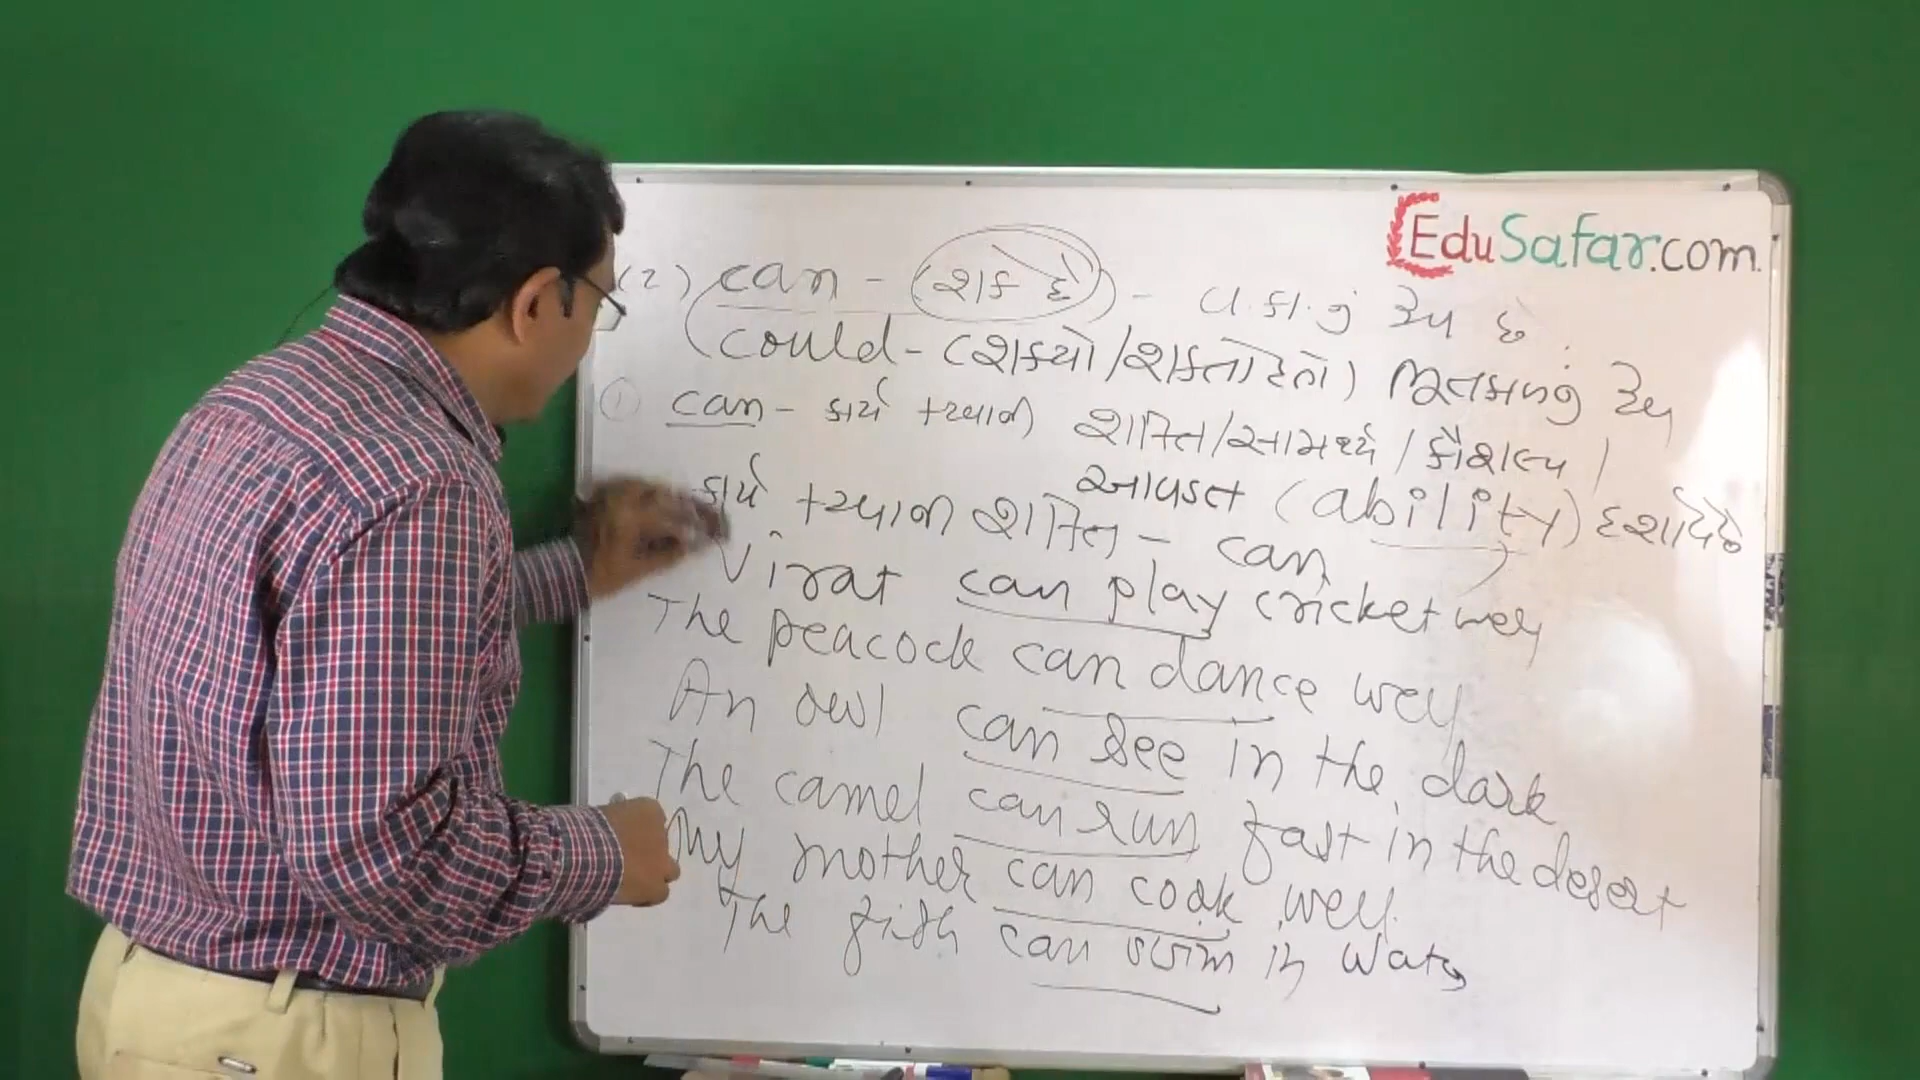 EduSafar.com
(2) can - (શકે છે) - વ.કા.નું રૂપ છે.
could - (શક્યો/શકતો હતો) ભૂતકાળનું રૂપ
① can - કાર્ય કરવાની શક્તિ/સામર્થ્ય/કૌશલ્ય/
આવડત (ability) દર્શાવે છે
કાર્ય કરવાની શક્તિ - can
Virat can play cricket well
The peacock can dance well
An owl can see in the dark
The camel can run fast in the desert
My mother can cook well.
The fish can swim in water